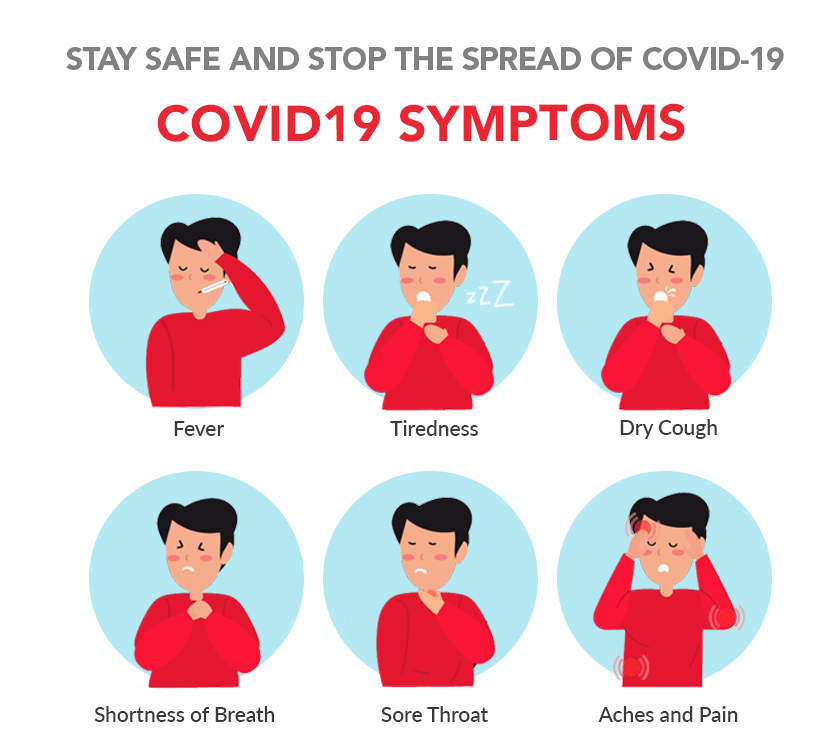 STAY SAFE AND STOP THE SPREAD OF COVID-19
COVID19 SYMPTOMS
zZZ
Fever
Tiredness
Dry Cough
Shortness of Breath
Sore Throat
Aches and Pain